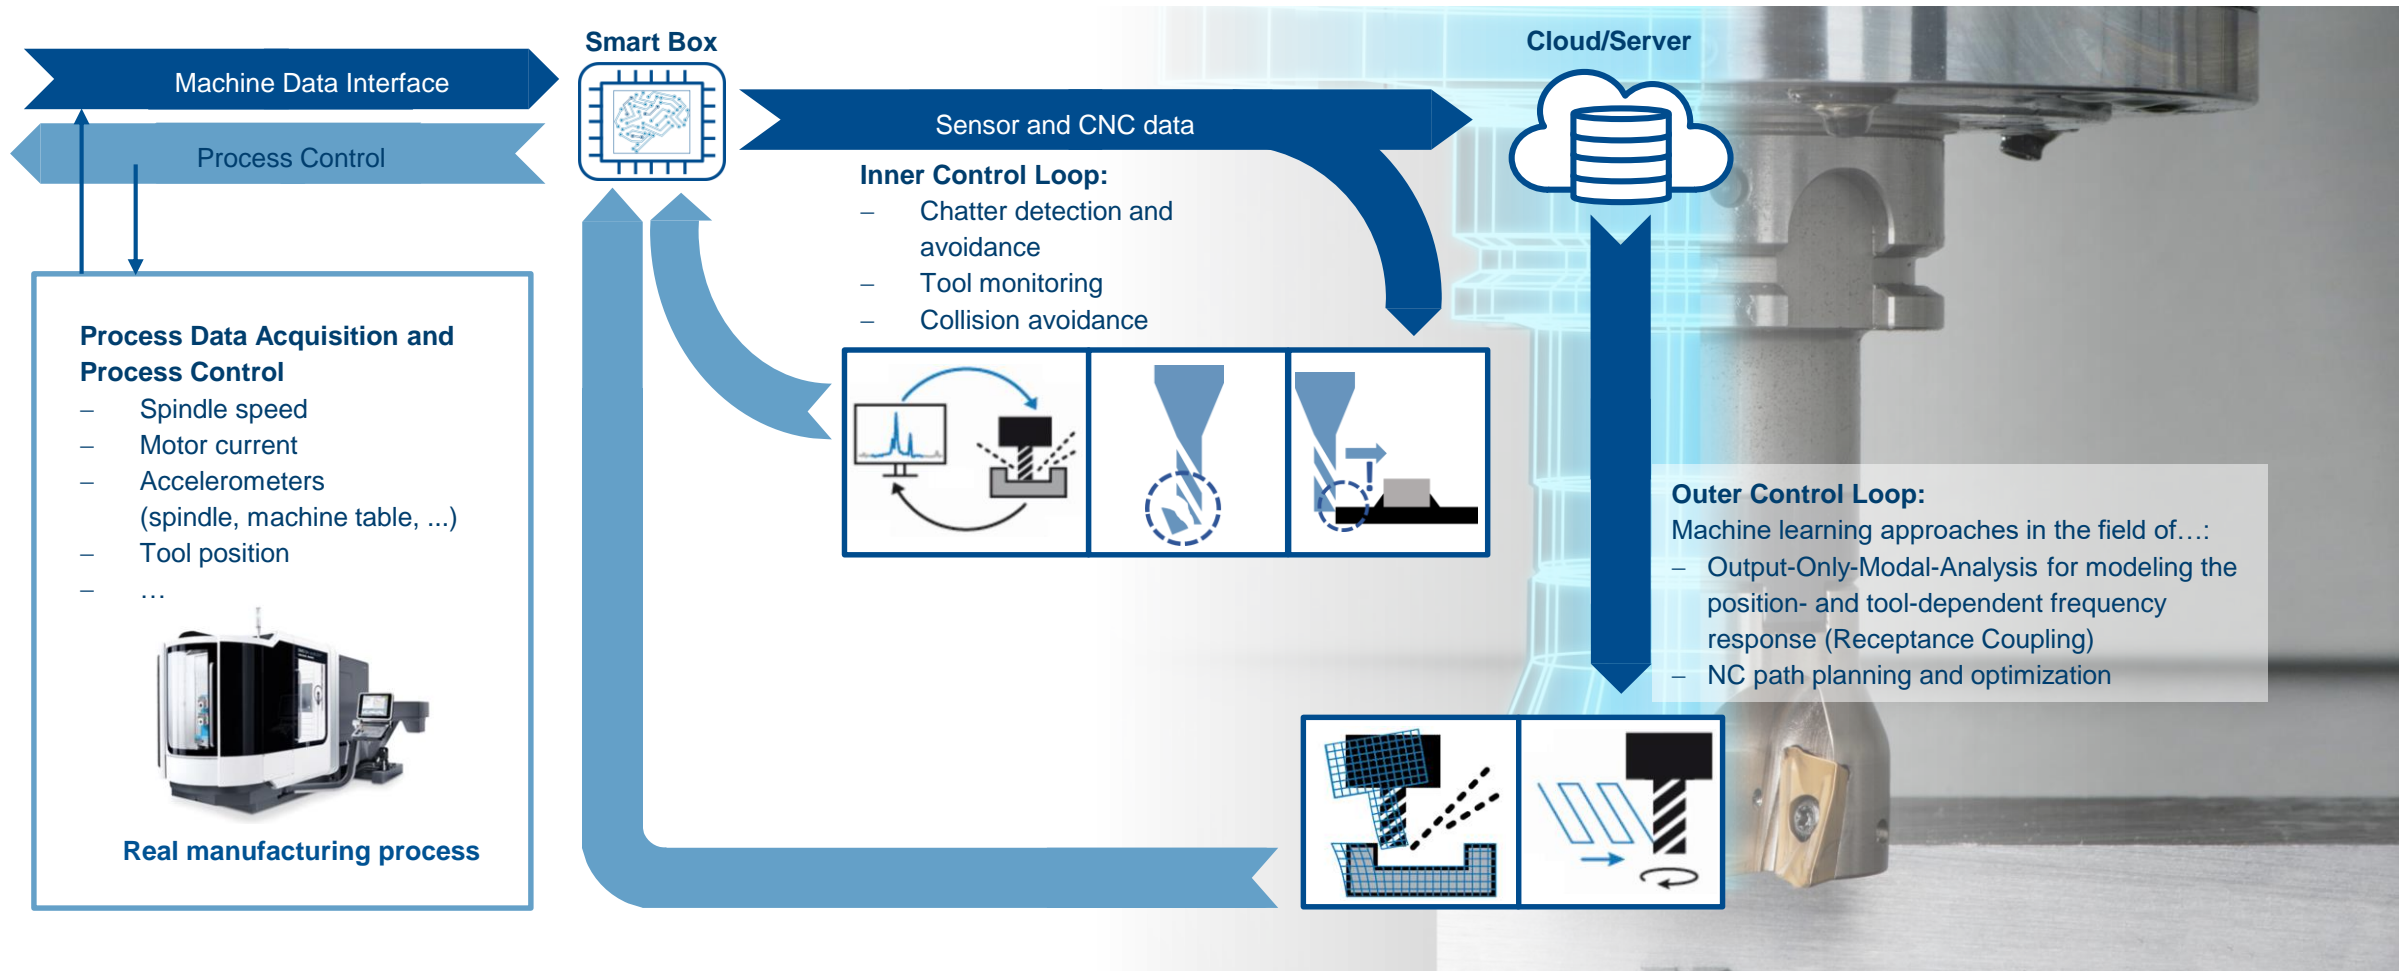 Smart Box
Cloud/Server
Machine Data Interface
Process Control
Sensor and CNC data
Inner Control Loop:
– Chatter detection and
avoidance
– Tool monitoring
– Collision avoidance
Process Data Acquisition and
Process Control
– Spindle speed
– Motor current
– Accelerometers
(spindle, machine table, ...)
– Tool position
– …
Real manufacturing process
!
Outer Control Loop:
Machine learning approaches in the field of…:
– Output-Only-Modal-Analysis for modeling the
position- and tool-dependent frequency
response (Receptance Coupling)
– NC path planning and optimization